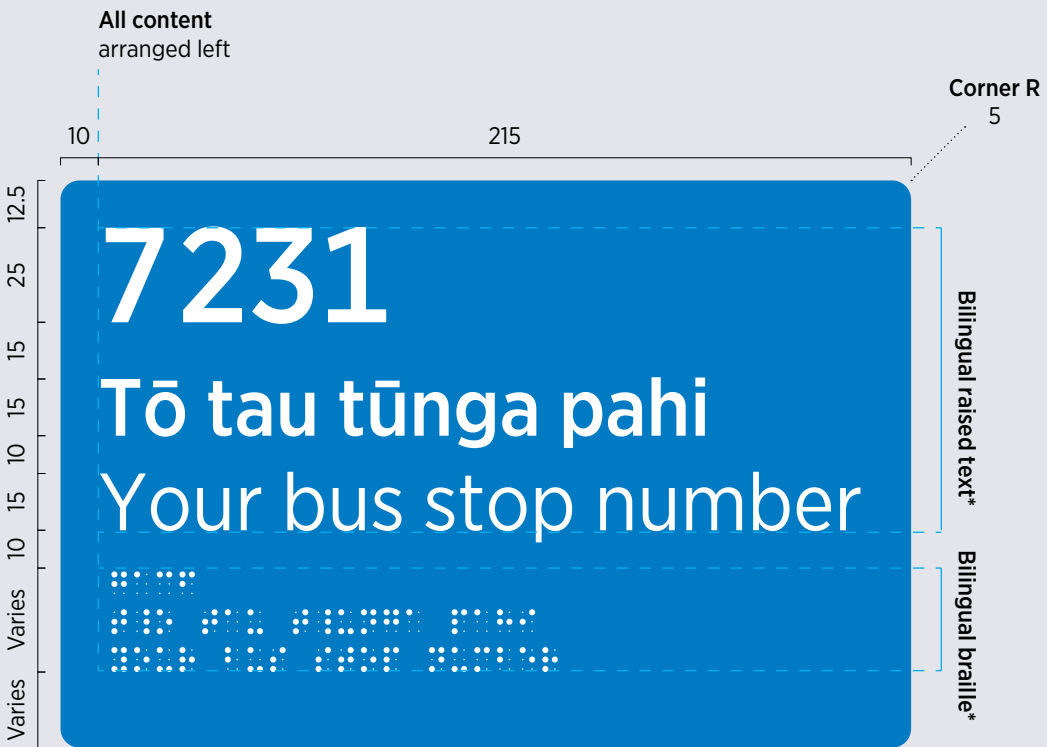 All content
arranged left
Corner R
5
10
215
12.5
25
15
15
10
15
10
Varies
Varies
7231
Tō tau tūnga pahi
Your bus stop number
Bilingual raised text*
Bilingual braille*